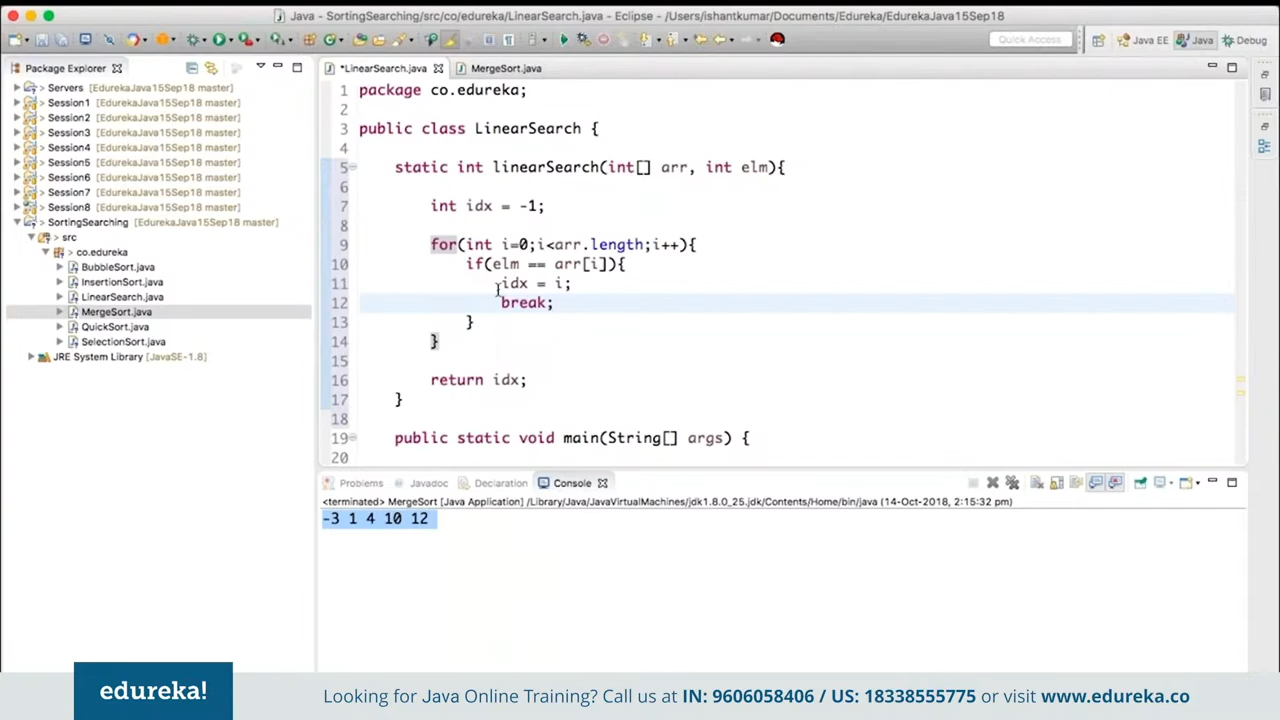 Java - SortingSearching/src/co/edureka/LinearSearch.java - Eclipse - /Users/ishantkumar/Documents/Edureka/EdurekaJava15Sep18
Quick Access
Java EE
Java
Debug
Package Explorer
*LinearSearch.java
MergeSort.java
> Servers [EdurekaJava15Sep18 master]
> Session1 [EdurekaJava15Sep18 master]
> Session2 [EdurekaJava15Sep18 master]
> Session3 [EdurekaJava15Sep18 master]
> Session4 [EdurekaJava15Sep18 master]
> Session5 [EdurekaJava15Sep18 master]
> Session6 [EdurekaJava15Sep18 master]
> Session7 [EdurekaJava15Sep18 master]
> Session8 [EdurekaJava15Sep18 master]
> SortingSearching [EdurekaJava15Sep18 master]
> src
> co.edureka
> BubbleSort.java
> InsertionSort.java
> LinearSearch.java
> MergeSort.java
> QuickSort.java
> SelectionSort.java
JRE System Library [JavaSE-1.8]
1 package co.edureka;
2
3 public class LinearSearch {
4
5 static int linearSearch(int[] arr, int elm){
6
7 int idx = -1;
8
9 for(int i=0;i<arr.length;i++){
10 if(elm == arr[i]){
11 idx = i;
12 break;
13 }
14 }
15
16 return idx;
17 }
18
19 public static void main(String[] args) {
20
Problems
Javadoc
Declaration
Console
<terminated> MergeSort [Java Application] /Library/Java/JavaVirtualMachines/jdk1.8.0_25.jdk/Contents/Home/bin/java (14-Oct-2018, 2:15:32 pm)
-3 1 4 10 12
edureka!
Looking for Java Online Training? Call us at IN: 9606058406 / US: 18338555775 or visit www.edureka.co